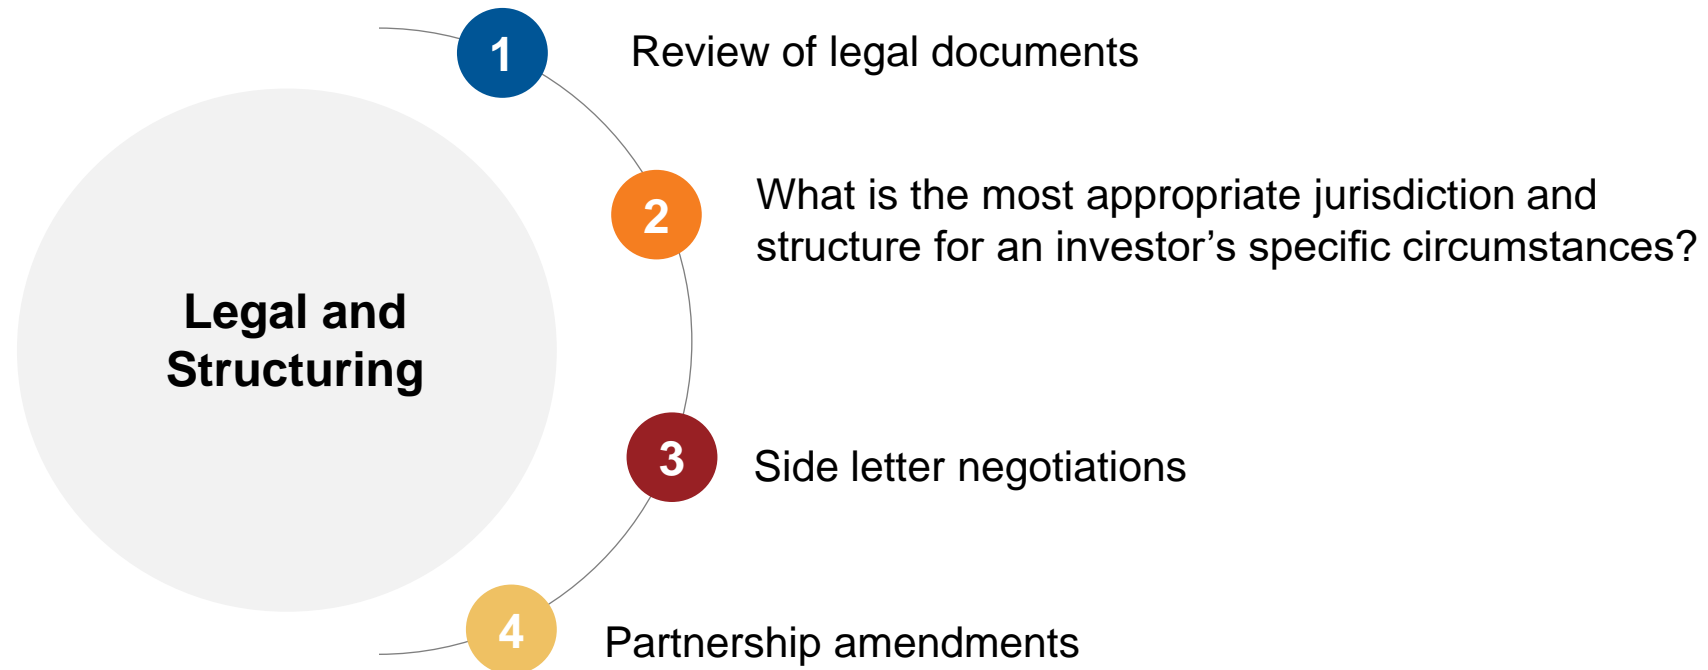 1
Review of legal documents
2
What is the most appropriate jurisdiction and
structure for an investor’s specific circumstances?
Legal and
Structuring
3
Side letter negotiations
4
Partnership amendments